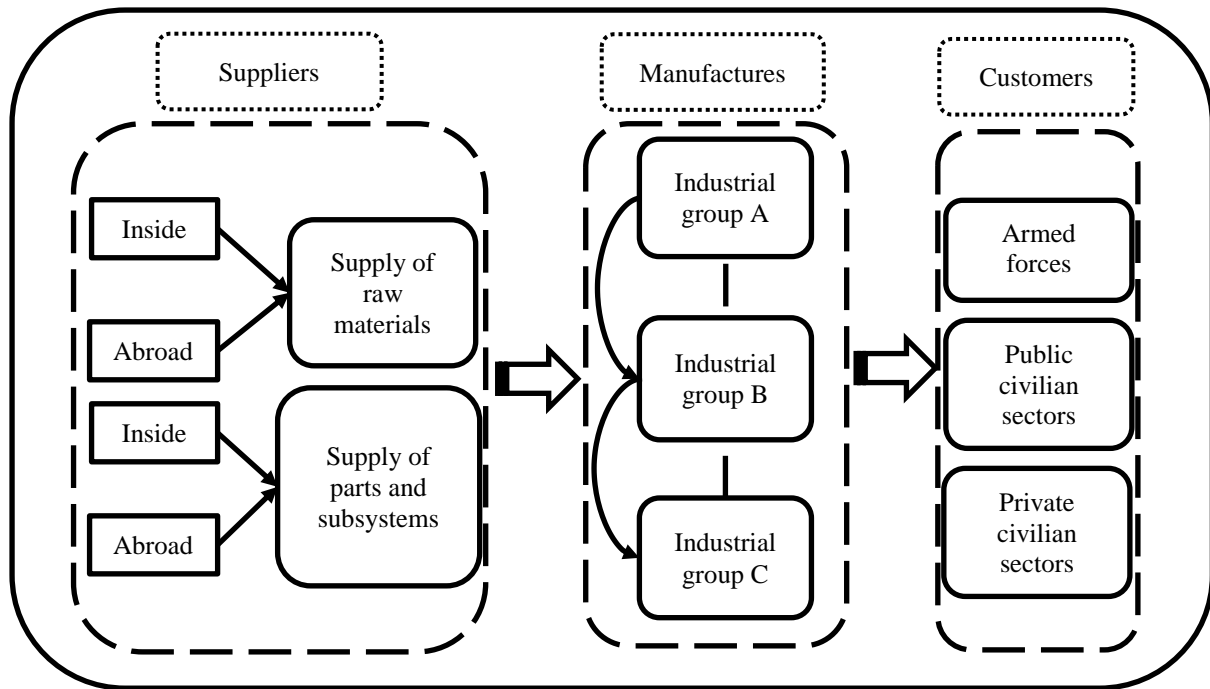 Suppliers
Manufactures
Customers
Inside
Abroad
Supply of
raw
materials
Inside
Abroad
Supply of
parts and
subsystems
Industrial
group A
Industrial
group B
Industrial
group C
Armed
forces
Public
civilian
sectors
Private
civilian
sectors